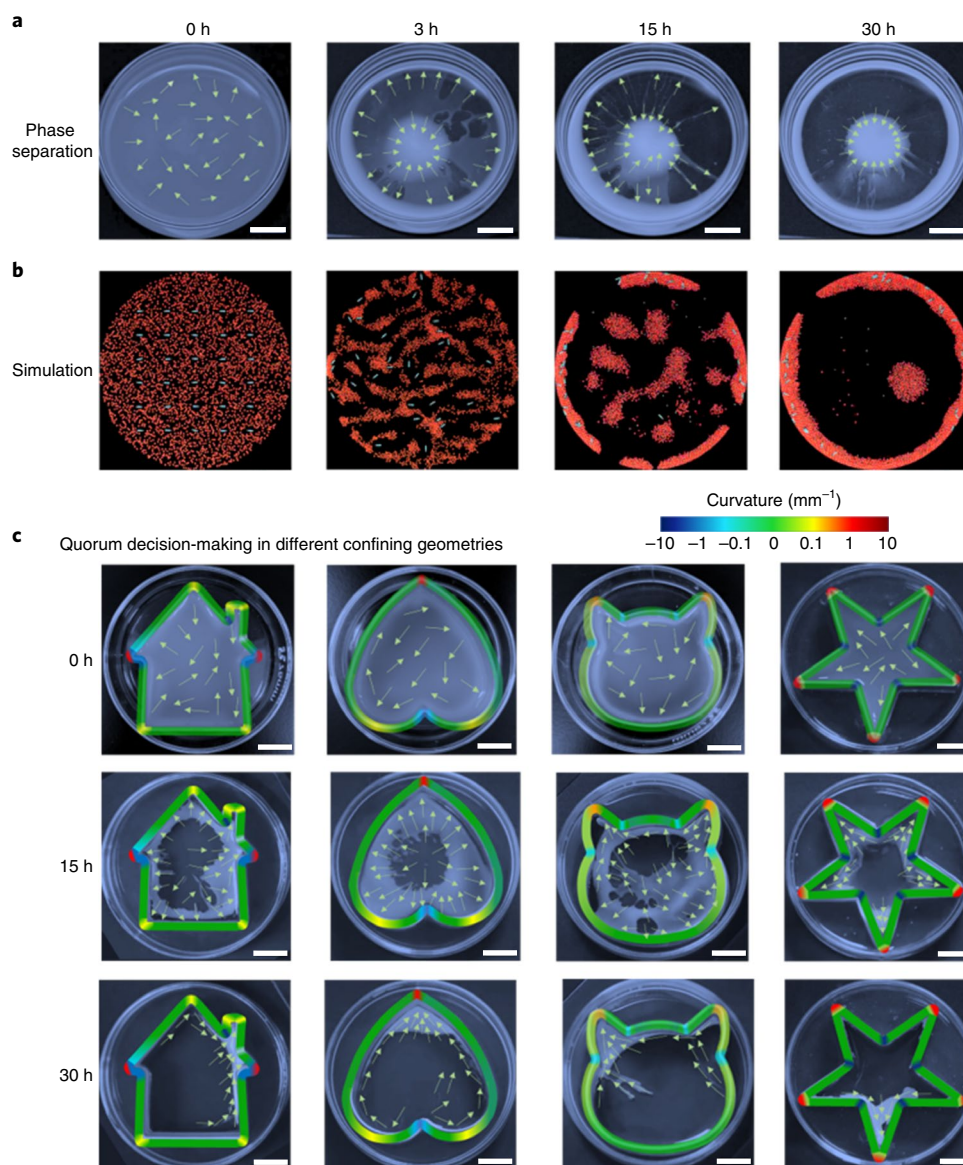 a
0 h 3 h 15 h 30 h
Phase
separation
b
Simulation
Curvature (mm⁻¹)
c
Quorum decision-making in different confining geometries
−10 −1 −0.1 0 0.1 1 10
0 h
15 h
30 h